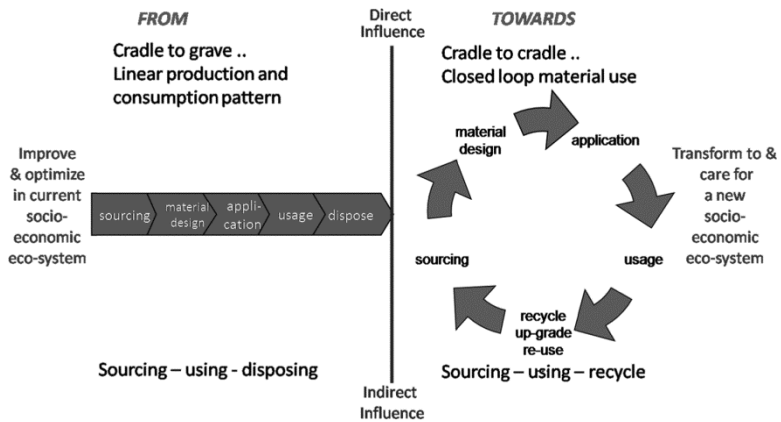 FROM
Direct
Influence
TOWARDS
Cradle to grave ..
Linear production and
consumption pattern
Cradle to cradle ..
Closed loop material use
Improve
& optimize
in current
socio-
economic
eco-system
sourcing
material
design
appli-
cation
usage
dispose
material
design
application
usage
recycle
up-grade
re-use
sourcing
Transform to &
care for
a new
socio-
economic
eco-system
Sourcing – using - disposing
Sourcing – using – recycle
Indirect
Influence